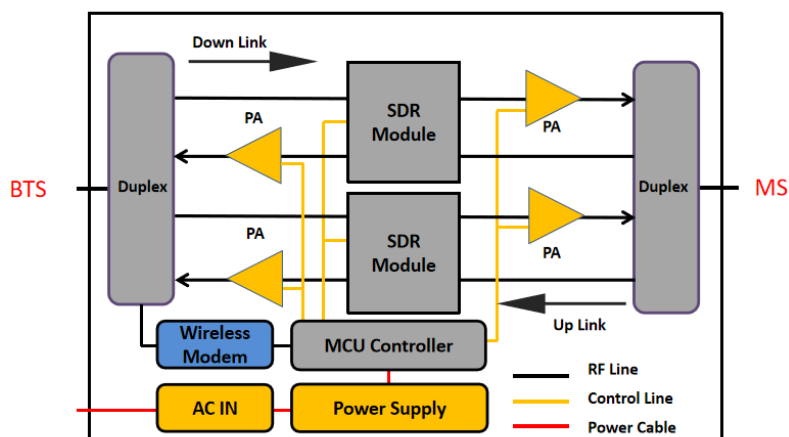 Down Link
SDR
Module
PA
PA
BTS
Duplex
Duplex
MS
SDR
Module
PA
PA
Up Link
Wireless
Modem
MCU Controller
RF Line
AC IN
Power Supply
Control Line
Power Cable